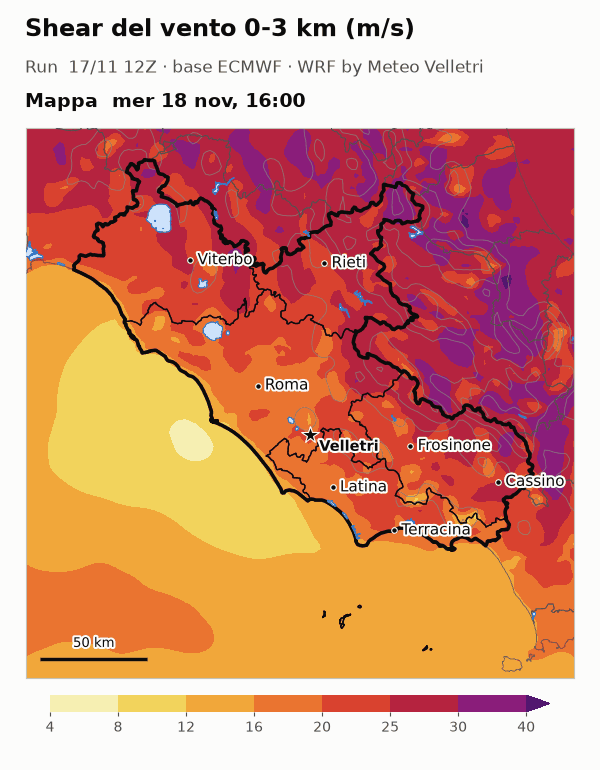 Shear del vento 0-3 km (m/s)
Run  17/11 12Z · base ECMWF · WRF by Meteo Velletri
Mappa  mer 18 nov, 16:00
Viterbo
Rieti
Roma
Velletri
Frosinone
Cassino
Latina
Terracina
50 km
4 8 12 16 20 25 30 40